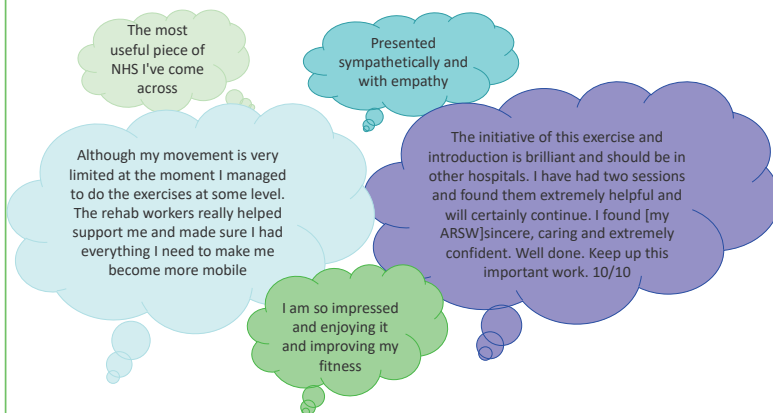 The most
useful piece of
NHS I've come
across
Presented
sympathetically and
with empathy
Although my movement is very
limited at the moment I managed
to do the exercises at some level.
The rehab workers really helped
support me and made sure I had
everything I need to make me
become more mobile
The initiative of this exercise and
introduction is brilliant and should be in
other hospitals. I have had two sessions
and found them extremely helpful and
will certainly continue. I found [my
ARSW]sincere, caring and extremely
confident. Well done. Keep up this
important work. 10/10
I am so impressed
and enjoying it
and improving my
fitness